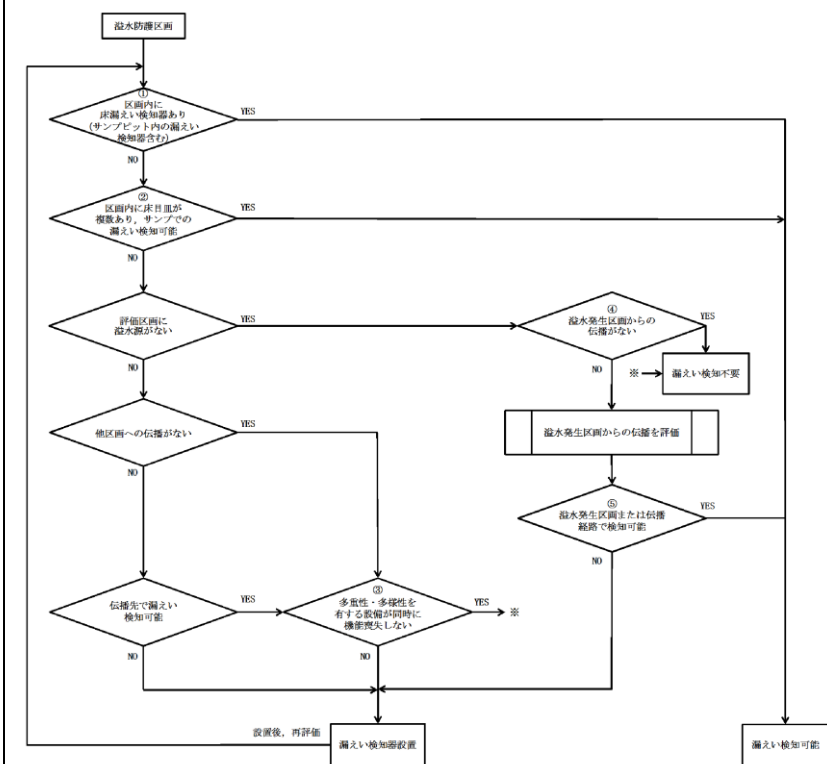 溢水防護区画
①
区画内に
床漏えい検知器あり
(サンプピット内の漏えい
検知器含む)
YES
NO
②
区画内に床目皿が
複数あり，サンプでの
漏えい検知可能
YES
NO
評価区画に
溢水源がない
YES
NO
④
溢水発生区画からの
伝播がない
YES
NO
※
漏えい検知不要
他区画への伝播がない
YES
NO
溢水発生区画からの伝播を評価
⑤
溢水発生区画または伝播
経路で検知可能
YES
NO
伝播先で漏えい
検知可能
YES
NO
③
多重性・多様性を
有する設備が同時に
機能喪失しない
YES
※
NO
設置後，再評価
漏えい検知器設置
漏えい検知可能